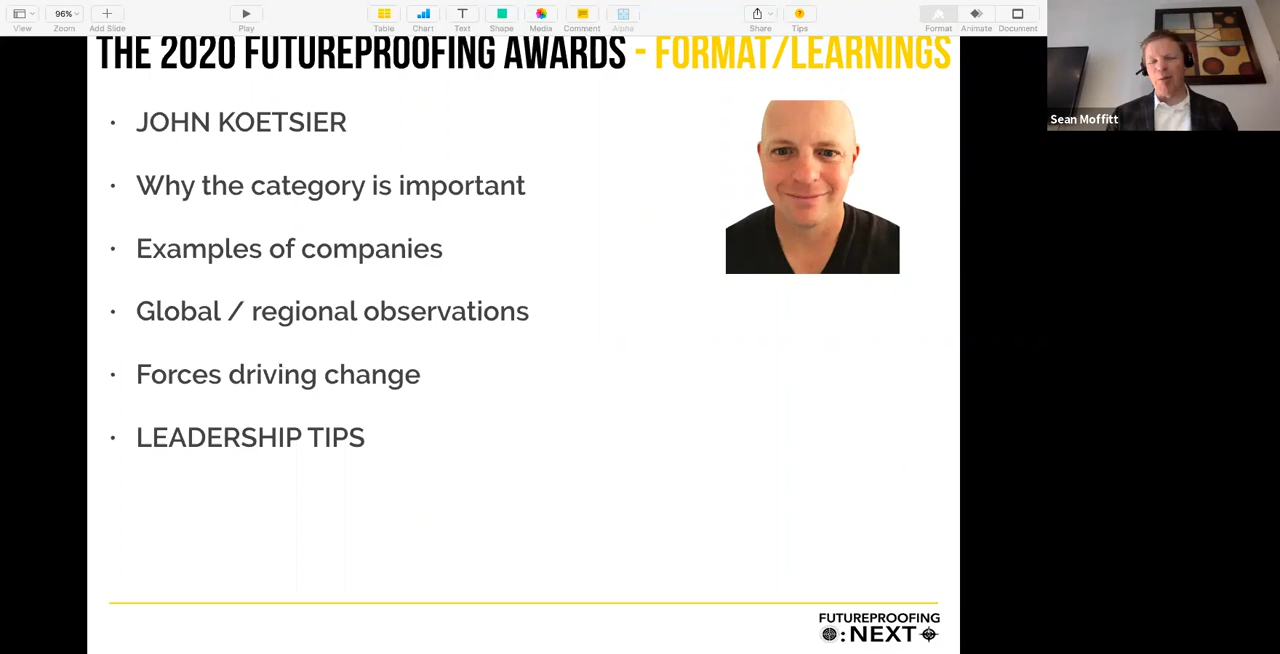 View
96%
Zoom
Add Slide
Play
Table
Chart
Text
Shape
Media
Comment
Alpha
Share
Tips
Format
Animate
Document
THE 2020 FUTUREPROOFING AWARDS - FORMAT/LEARNINGS
Sean Moffitt
· JOHN KOETSIER
· Why the category is important
· Examples of companies
· Global / regional observations
· Forces driving change
· LEADERSHIP TIPS
FUTUREPROOFING
:NEXT